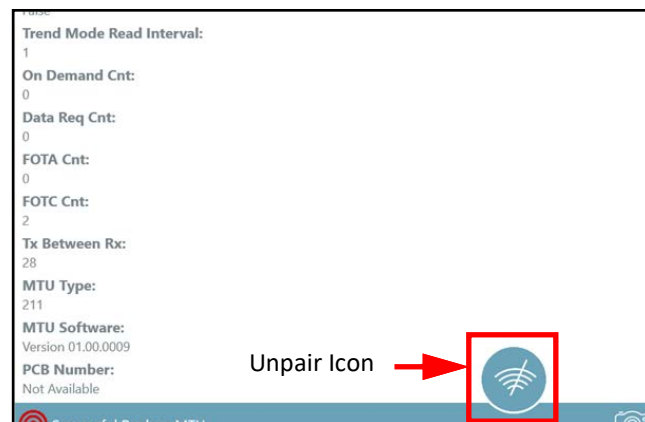 Trend Mode Read Interval:
1
On Demand Cnt:
0
Data Req Cnt:
0
FOTA Cnt:
0
FOTC Cnt:
2
Tx Between Rx:
28
MTU Type:
211
MTU Software:
Version 01.00.0009
PCB Number:
Not Available
Unpair Icon